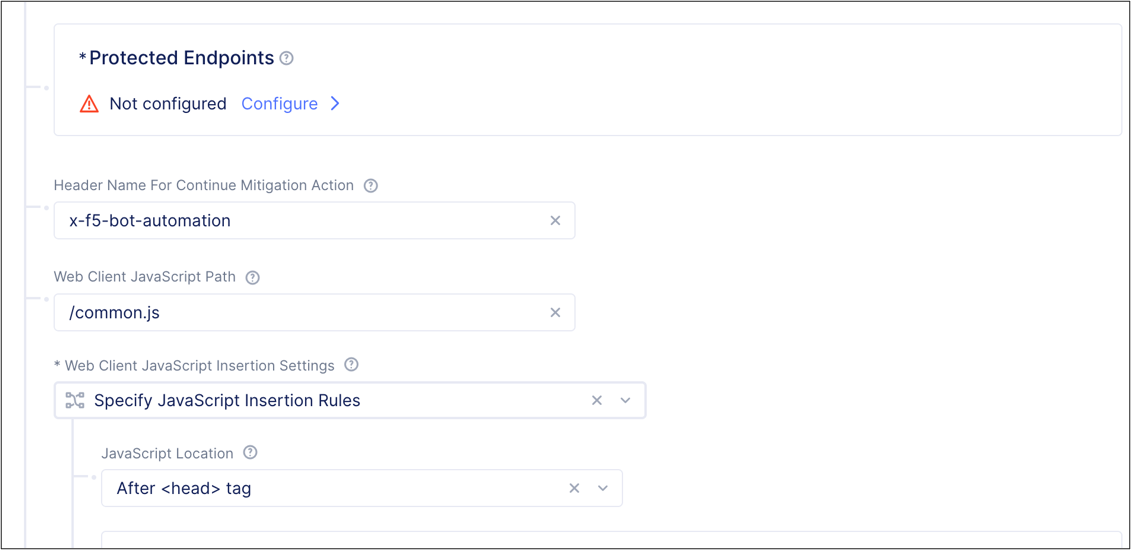 *Protected Endpoints ?
Not configured Configure
Header Name For Continue Mitigation Action ?
x-f5-bot-automation
Web Client JavaScript Path ?
/common.js
* Web Client JavaScript Insertion Settings ?
Specify JavaScript Insertion Rules
JavaScript Location ?
After <head> tag